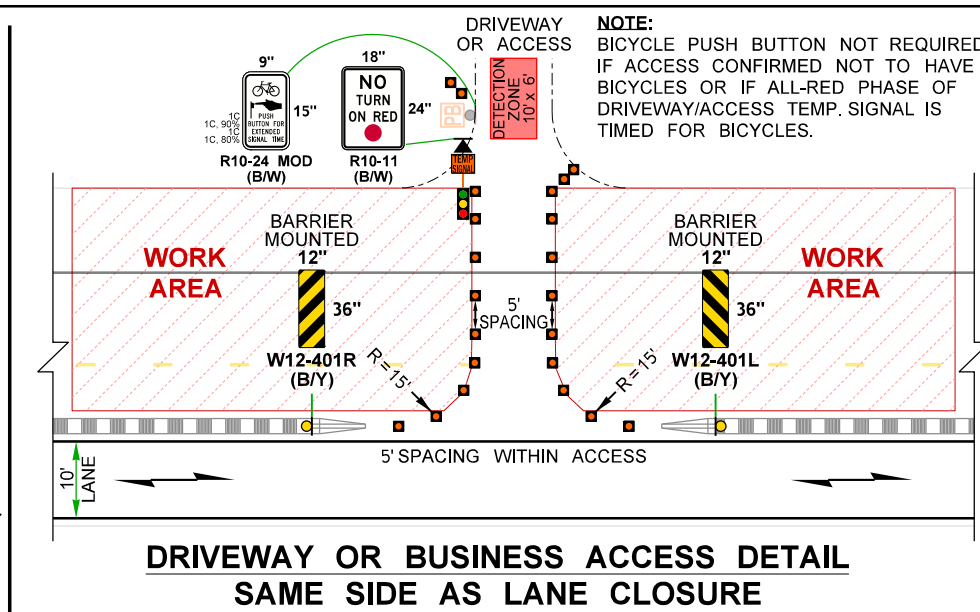 DRIVEWAY
OR ACCESS
NOTE:
BICYCLE PUSH BUTTON NOT REQUIRED
IF ACCESS CONFIRMED NOT TO HAVE
BICYCLES OR IF ALL-RED PHASE OF
DRIVEWAY/ACCESS TEMP. SIGNAL IS
TIMED FOR BICYCLES.
9"
15"
PUSH
BUTTON FOR
EXTENDED
SIGNAL TIME
1C
1C, 90%
1C
1C, 80%
R10-24 MOD
(B/W)
18"
24"
NO
TURN
ON RED
R10-11
(B/W)
PB
DETECTION
ZONE
10' x 6'
TEMP
SIGNAL
WORK
AREA
BARRIER
MOUNTED
12"
36"
W12-401R
(B/Y)
R=15'
5'
SPACING
BARRIER
MOUNTED
12"
36"
W12-401L
(B/Y)
R=15'
WORK
AREA
5' SPACING WITHIN ACCESS
10'
LANE
DRIVEWAY OR BUSINESS ACCESS DETAIL
SAME SIDE AS LANE CLOSURE